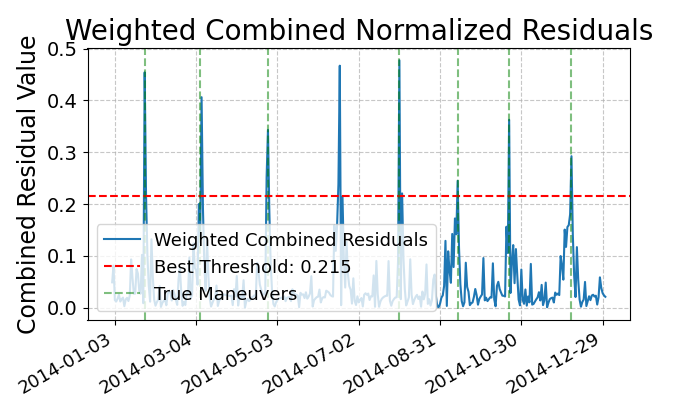 Weighted Combined Normalized Residuals
Combined Residual Value
0.5
0.4
0.3
0.2
0.1
0.0
Weighted Combined Residuals
Best Threshold: 0.215
True Maneuvers
2014-01-03
2014-03-04
2014-05-03
2014-07-02
2014-08-31
2014-10-30
2014-12-29